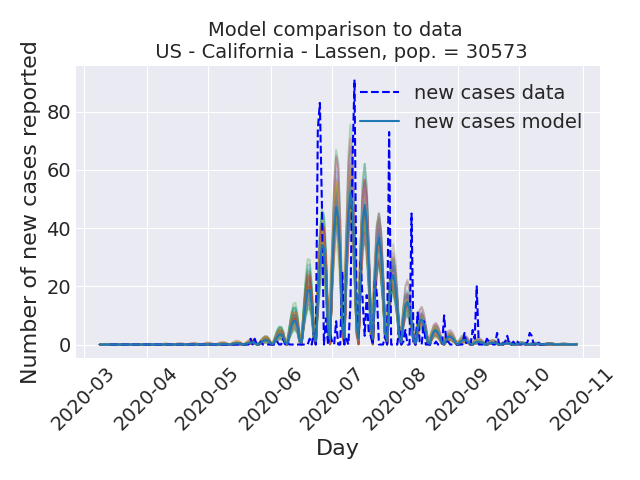 Model comparison to data
US - California - Lassen, pop. = 30573
Number of new cases reported
80
60
40
20
0
new cases data
new cases model
2020-03
2020-04
2020-05
2020-06
2020-07
2020-08
2020-09
2020-10
2020-11
Day